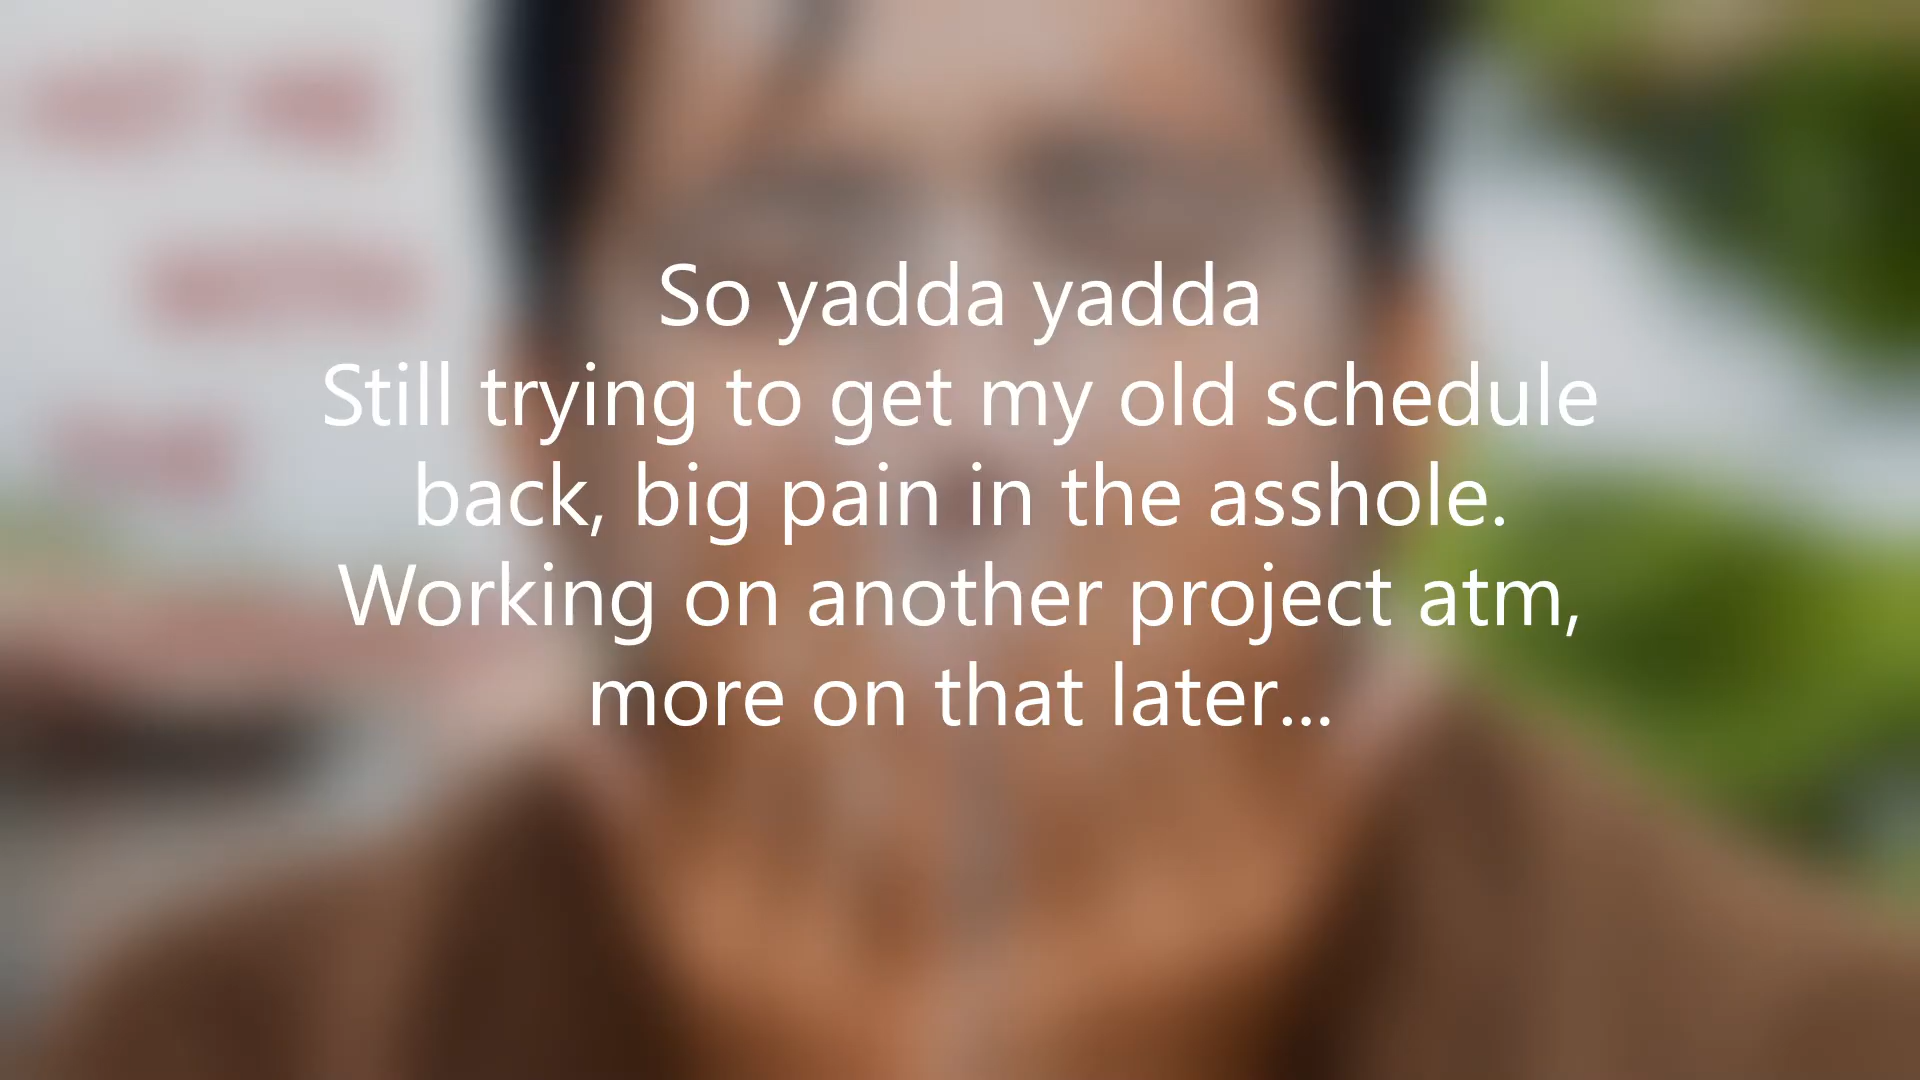 So yadda yadda
Still trying to get my old schedule
back, big pain in the asshole.
Working on another project atm,
more on that later...